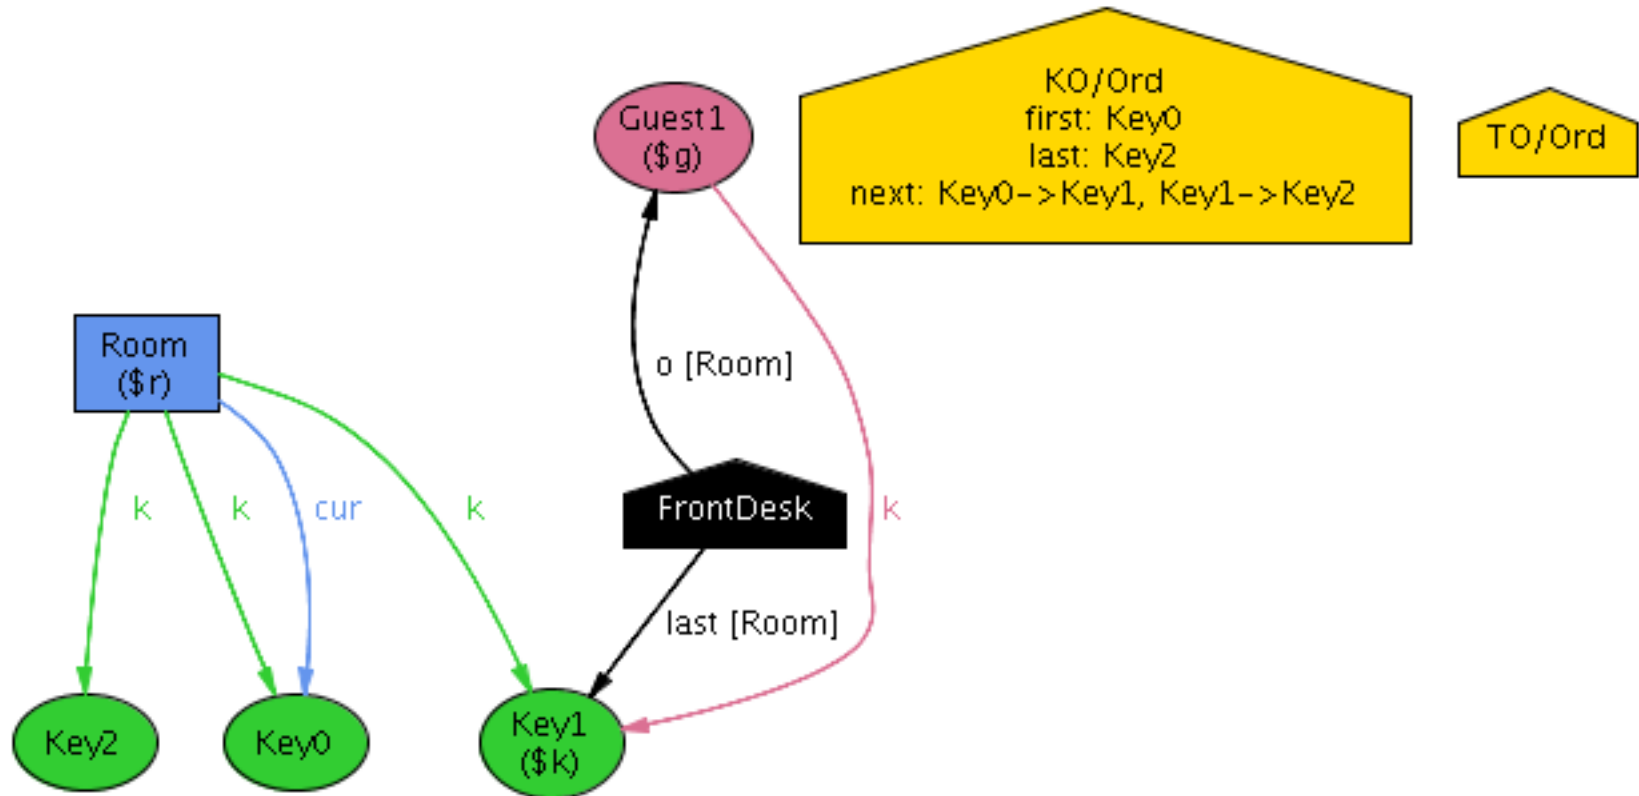 Guest1
($g)
KO/Ord
first: Key0
last: Key2
next: Key0->Key1, Key1->Key2
TO/Ord
Room
($r)
o [Room]
k
k
cur
k
FrontDesk
k
last [Room]
Key2
Key0
Key1
($k)